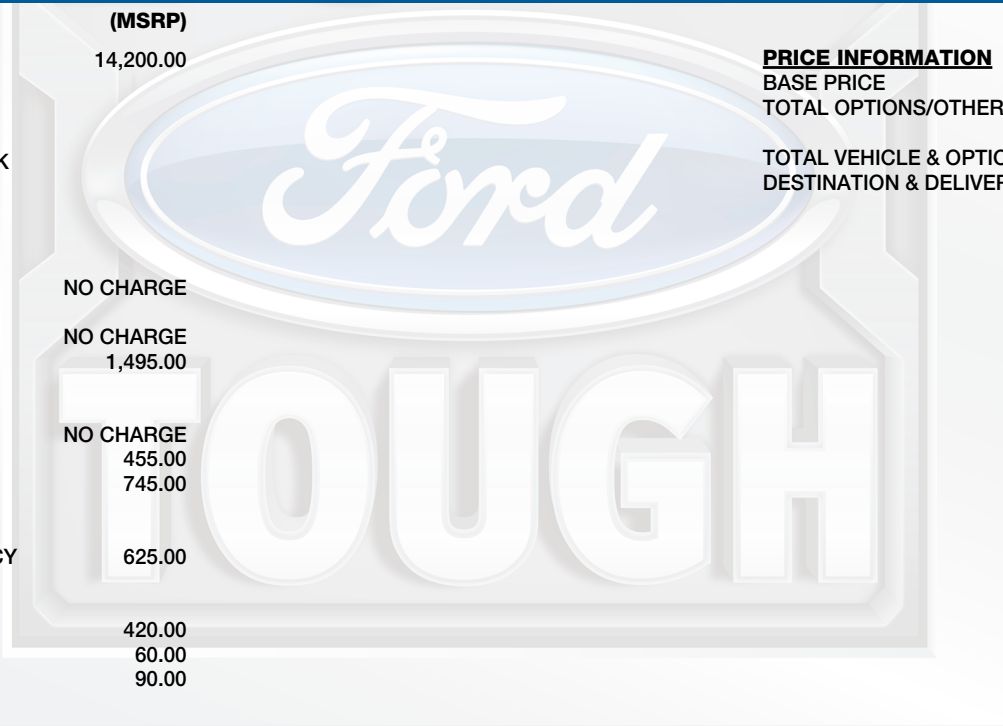 (MSRP)
14,200.00
K
NO CHARGE
NO CHARGE
1,495.00
NO CHARGE
455.00
745.00
CY 625.00
420.00
60.00
90.00
PRICE INFORMATION
BASE PRICE
TOTAL OPTIONS/OTHER
TOTAL VEHICLE & OPTIO
DESTINATION & DELIVER
Ford
TOUGH